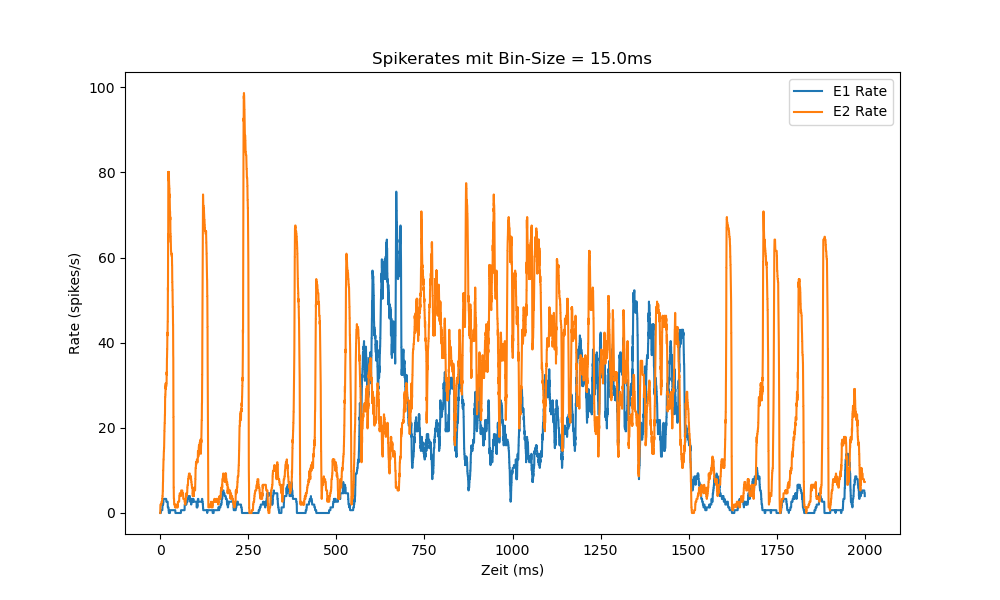 Spikerates mit Bin-Size = 15.0ms
E1 Rate
E2 Rate
100
80
60
40
20
0
Rate (spikes/s)
0 250 500 750 1000 1250 1500 1750 2000
Zeit (ms)